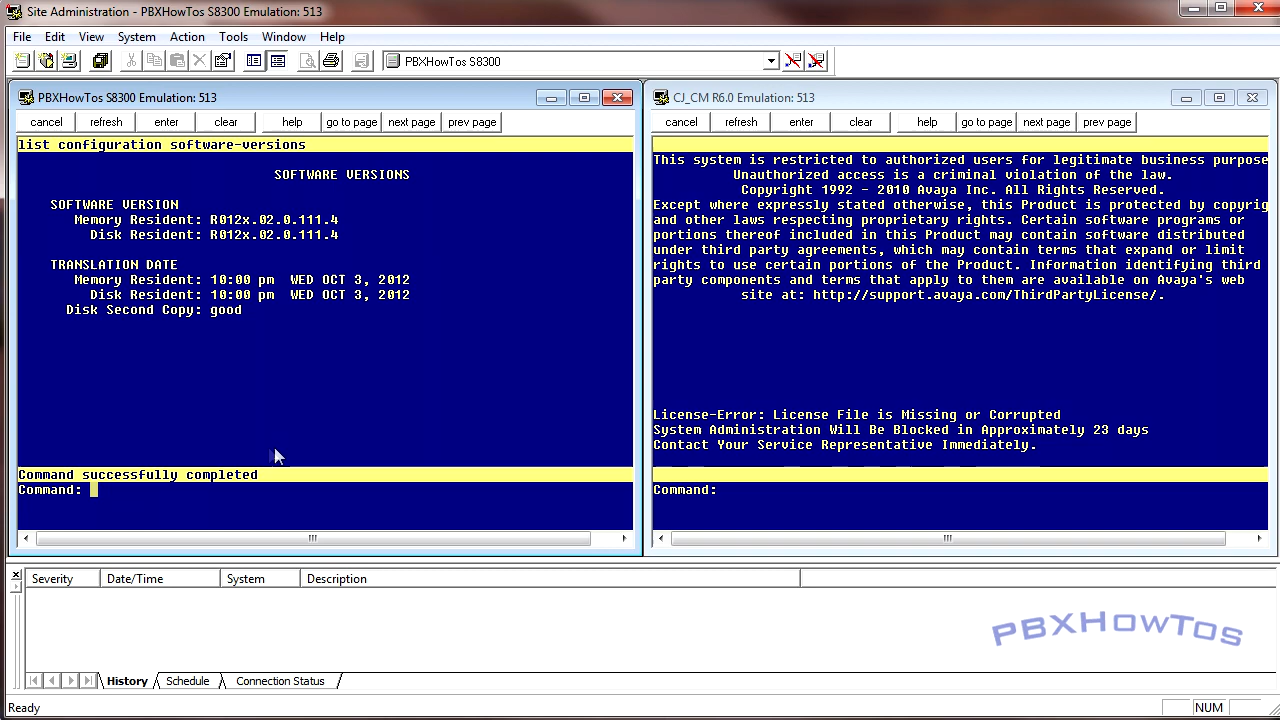 Site Administration - PBXHowTos S8300 Emulation: 513
File Edit View System Action Tools Window Help
PBXHowTos S8300
PBXHowTos S8300 Emulation: 513
cancel refresh enter clear help go to page next page prev page
list configuration software-versions
SOFTWARE VERSIONS
SOFTWARE VERSION
Memory Resident: R012x.02.0.111.4
Disk Resident: R012x.02.0.111.4
TRANSLATION DATE
Memory Resident: 10:00 pm WED OCT 3, 2012
Disk Resident: 10:00 pm WED OCT 3, 2012
Disk Second Copy: good
Command successfully completed
Command:
CJ_CM R6.0 Emulation: 513
cancel refresh enter clear help go to page next page prev page
This system is restricted to authorized users for legitimate business purpose
Unauthorized access is a criminal violation of the law.
Copyright 1992 - 2010 Avaya Inc. All Rights Reserved.
Except where expressly stated otherwise, this Product is protected by copyrig
and other laws respecting proprietary rights. Certain software programs or
portions thereof included in this Product may contain software distributed
under third party agreements, which may contain terms that expand or limit
rights to use certain portions of the Product. Information identifying third
party components and terms that apply to them are available on Avaya's web
site at: http://support.avaya.com/ThirdPartyLicense/.
License-Error: License File is Missing or Corrupted
System Administration Will Be Blocked in Approximately 23 days
Contact Your Service Representative Immediately.
Command:
Severity Date/Time System Description
PBXHowTos
History Schedule Connection Status
Ready NUM